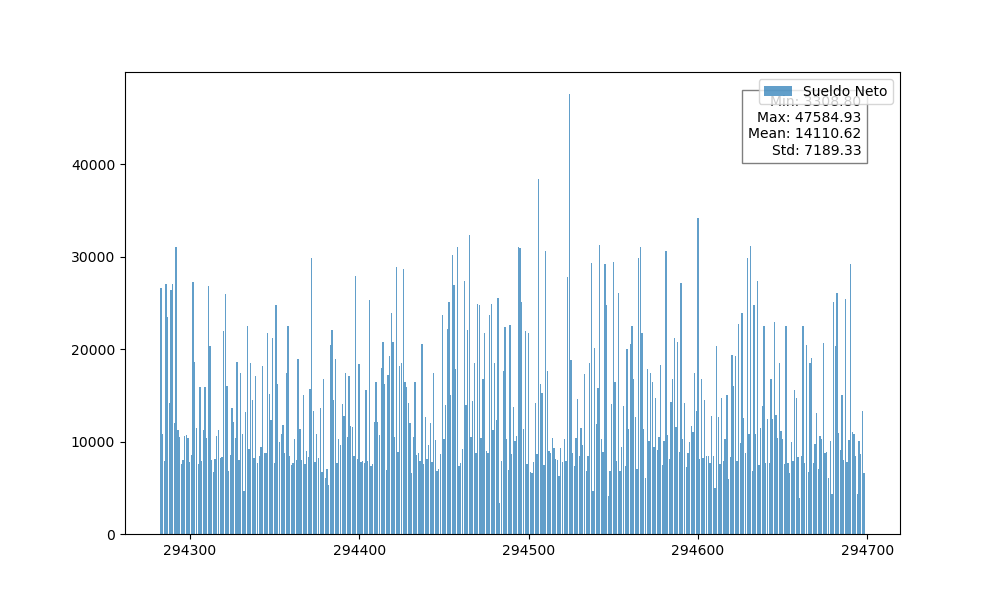 Sueldo Neto
Min: 3308.80
Max: 47584.93
Mean: 14110.62
Std: 7189.33
40000
30000
20000
10000
0
294300 294400 294500 294600 294700